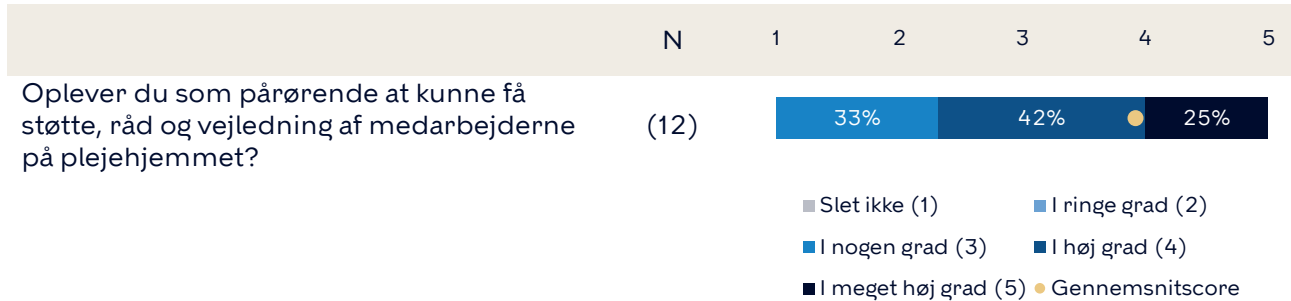 N 1 2 3 4 5
Oplever du som pårørende at kunne få
støtte, råd og vejledning af medarbejderne
på plejehjemmet?
(12)
33% 42% 25%
Slet ikke (1) I ringe grad (2)
I nogen grad (3) I høj grad (4)
I meget høj grad (5) Gennemsnitscore